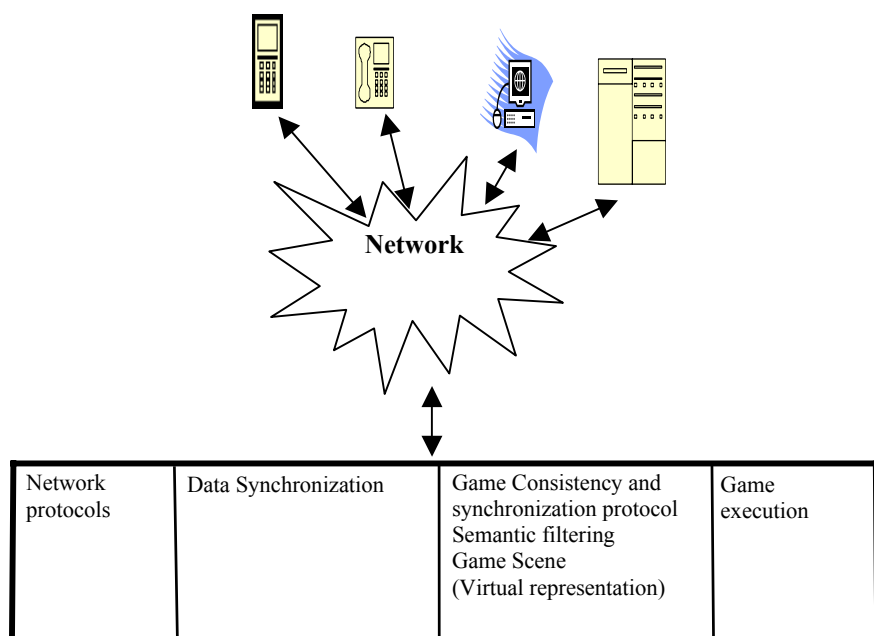 Network
Network
protocols
Data Synchronization
Game Consistency and
synchronization protocol
Semantic filtering
Game Scene
(Virtual representation)
Game
execution